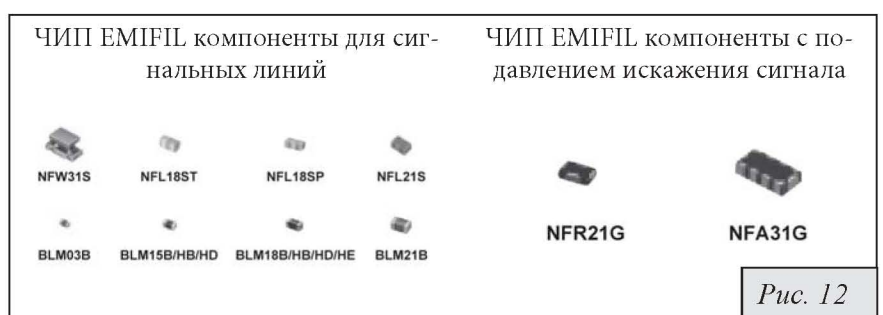 ЧИП EMIFIL компоненты для сиг-
нальных линий
ЧИП EMIFIL компоненты с по-
давлением искажения сигнала
NFW31S NFL18ST NFL18SP NFL21S
BLM03B BLM15B/HB/HD BLM18B/HB/HD/HE BLM21B
NFR21G NFA31G
Рис. 12